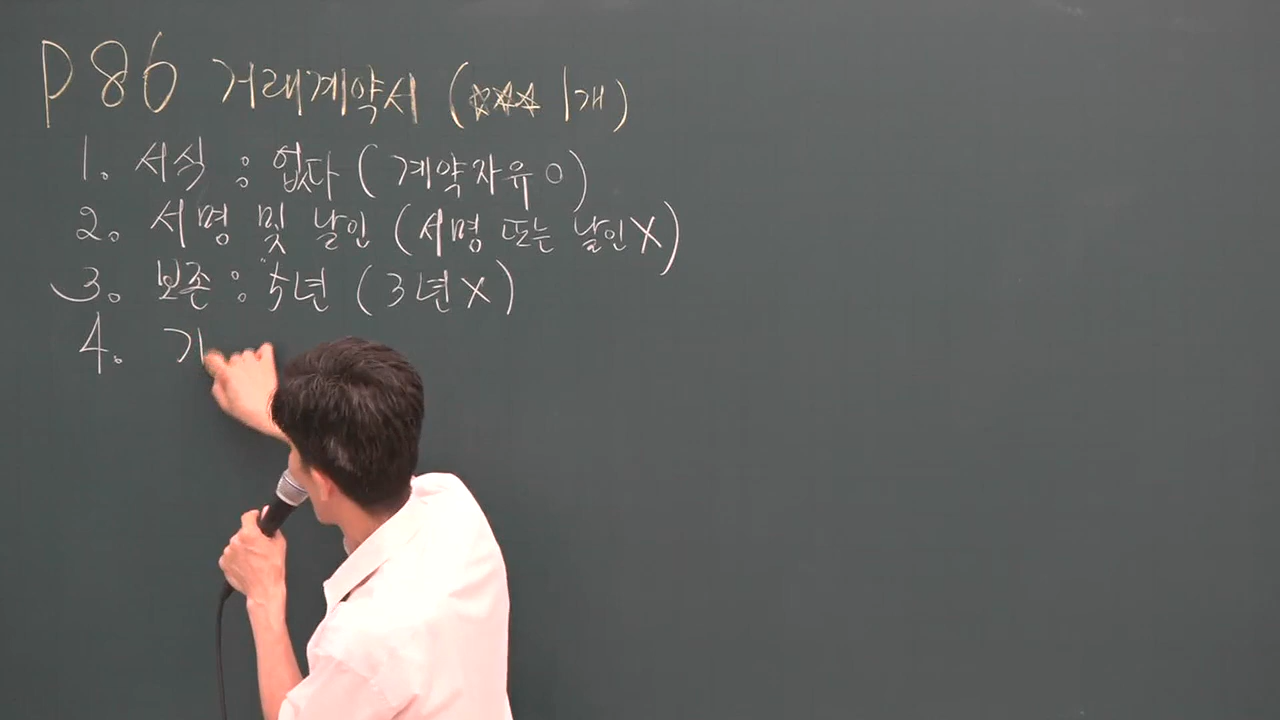 P86 거래계약서 (☆☆☆ 1개)
1. 서식 : 없다 (계약자유 O)
2. 서명 및 날인 (서명 또는 날인 X)
3. 보존 : 5년 (3년 X)
4. 기